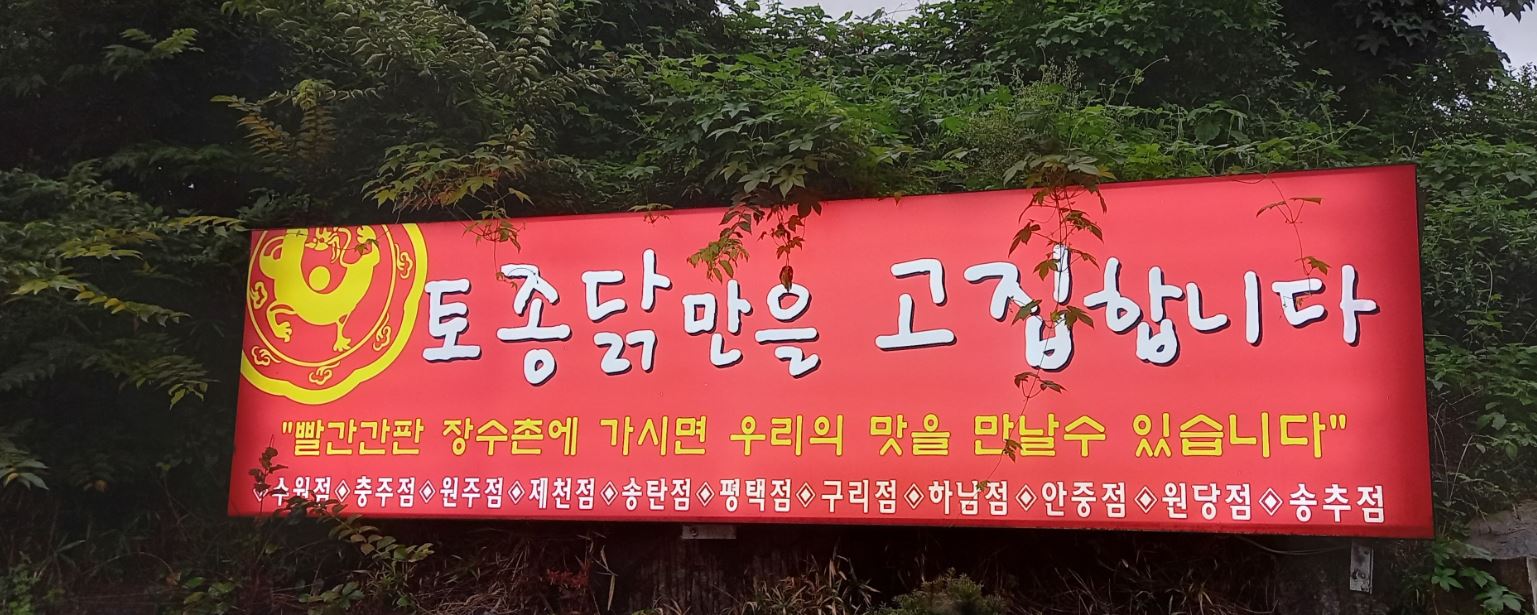 토종닭만을 고집합니다
"빨간간판 장수촌에 가시면 우리의 맛을 만날수 있습니다"
◈수원점◈충주점◈원주점◈제천점◈송탄점◈평택점◈구리점◈하남점◈안중점◈원당점◈송추점